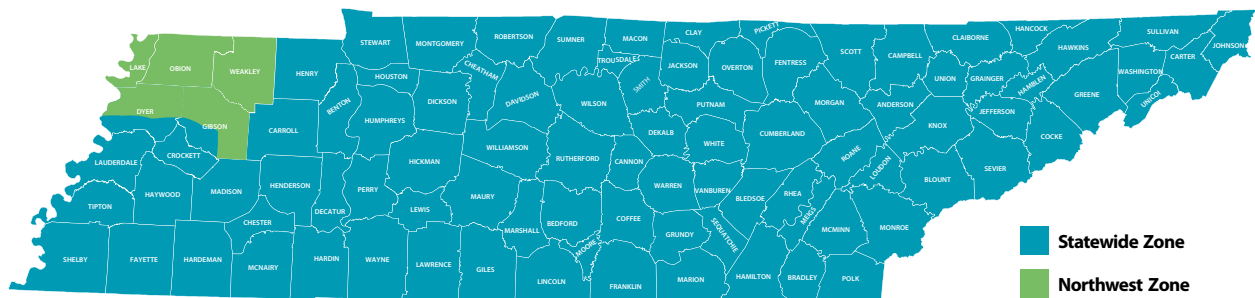 STEWART
MONTGOMERY
ROBERTSON
SUMNER
MACON
CLAY
PICKETT
SCOTT
CAMPBELL
CLAIBORNE
HANCOCK
HAWKINS
SULLIVAN
JOHNSON
LAKE
OBION
WEAKLEY
HENRY
HOUSTON
CHEATHAM
TROUSDALE
SMITH
JACKSON
OVERTON
FENTRESS
UNION
GRAINGER
HAMBLEN
GREENE
WASHINGTON
CARTER
UNICOI
DYER
GIBSON
CARROLL
BENTON
HUMPHREYS
DICKSON
DAVIDSON
WILSON
PUTNAM
MORGAN
ANDERSON
KNOX
JEFFERSON
COCKE
LAUDERDALE
CROCKETT
HICKMAN
WILLIAMSON
RUTHERFORD
CANNON
DEKALB
WHITE
CUMBERLAND
ROANE
LOUDON
BLOUNT
SEVIER
TIPTON
HAYWOOD
MADISON
HENDERSON
DECATUR
PERRY
LEWIS
MAURY
MARSHALL
BEDFORD
COFFEE
WARREN
VANBUREN
BLEDSOE
RHEA
MEIGS
MCMINN
MONROE
CHESTER
MOORE
GRUNDY
SEQUATCHIE
SHELBY
FAYETTE
HARDEMAN
MCNAIRY
HARDIN
WAYNE
LAWRENCE
GILES
LINCOLN
FRANKLIN
MARION
HAMILTON
BRADLEY
POLK
Statewide Zone
Northwest Zone